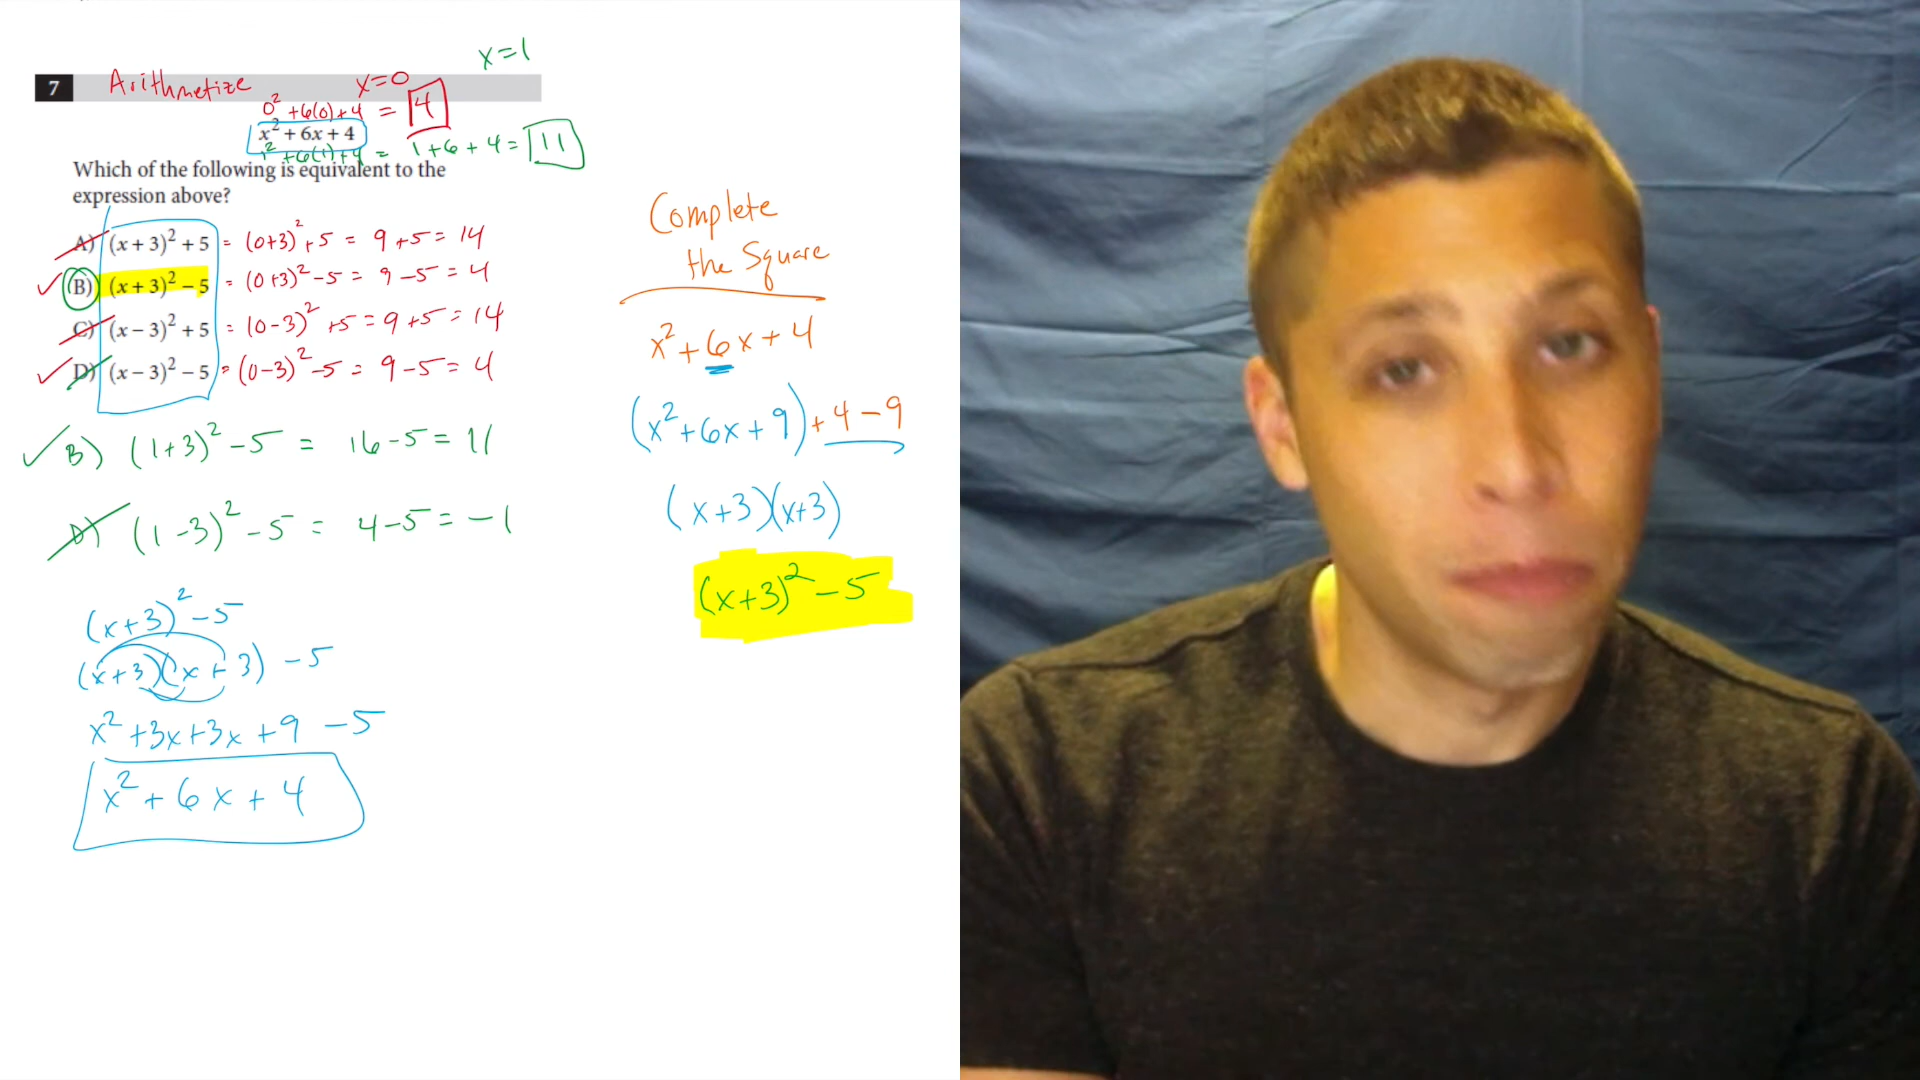 x=1
7 Arithmetize x=0
0² +6(0)+4 = 4
x² + 6x + 4
1² +6(1)+4 = 1+6+4 = 11
Which of the following is equivalent to the
expression above?
A) (x + 3)² + 5 = (0+3)² +5 = 9+5 = 14
B) (x + 3)² − 5 = (0+3)² −5 = 9−5 = 4
C) (x − 3)² + 5 = (0−3)² +5 = 9+5 = 14
D) (x − 3)² − 5 = (0−3)² −5 = 9−5 = 4
B) (1+3)² −5 = 16−5 = 11
D) (1−3)² −5 = 4−5 = −1
(x+3)² −5
(x+3)(x+3) −5
x² +3x+3x +9 −5
x² + 6x + 4
Complete
the Square
x² + 6x + 4
(x² +6x + 9) + 4 − 9
(x+3)(x+3)
(x+3)² − 5